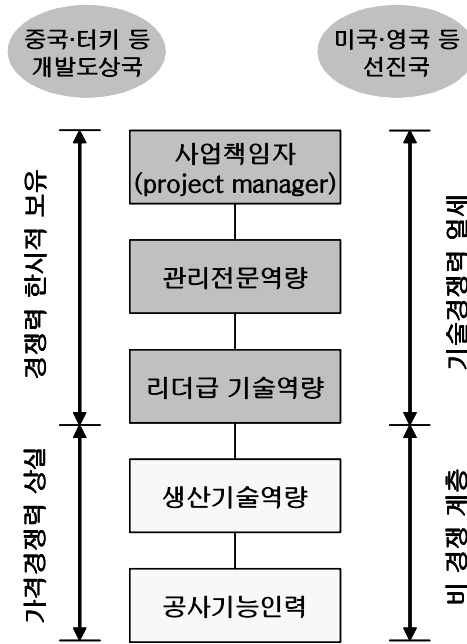 중국·터키 등
개발도상국
미국·영국 등
선진국
사업책임자
(project manager)
관리전문역량
리더급 기술역량
생산기술역량
공사기능인력
경쟁력 한시적 보유
가격경쟁력 상실
기술경쟁력 열세
비 경쟁 계층